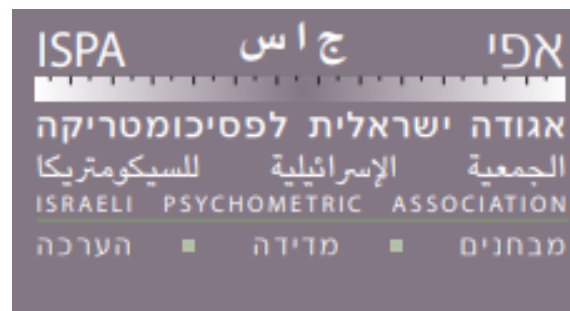 אפי ج ا س ISPA
אגודה ישראלית לפסיכומטריקה
الجمعية الإسرائيلية للسيكومتريكا
ISRAELI PSYCHOMETRIC ASSOCIATION
מבחנים ▪ מדידה ▪ הערכה